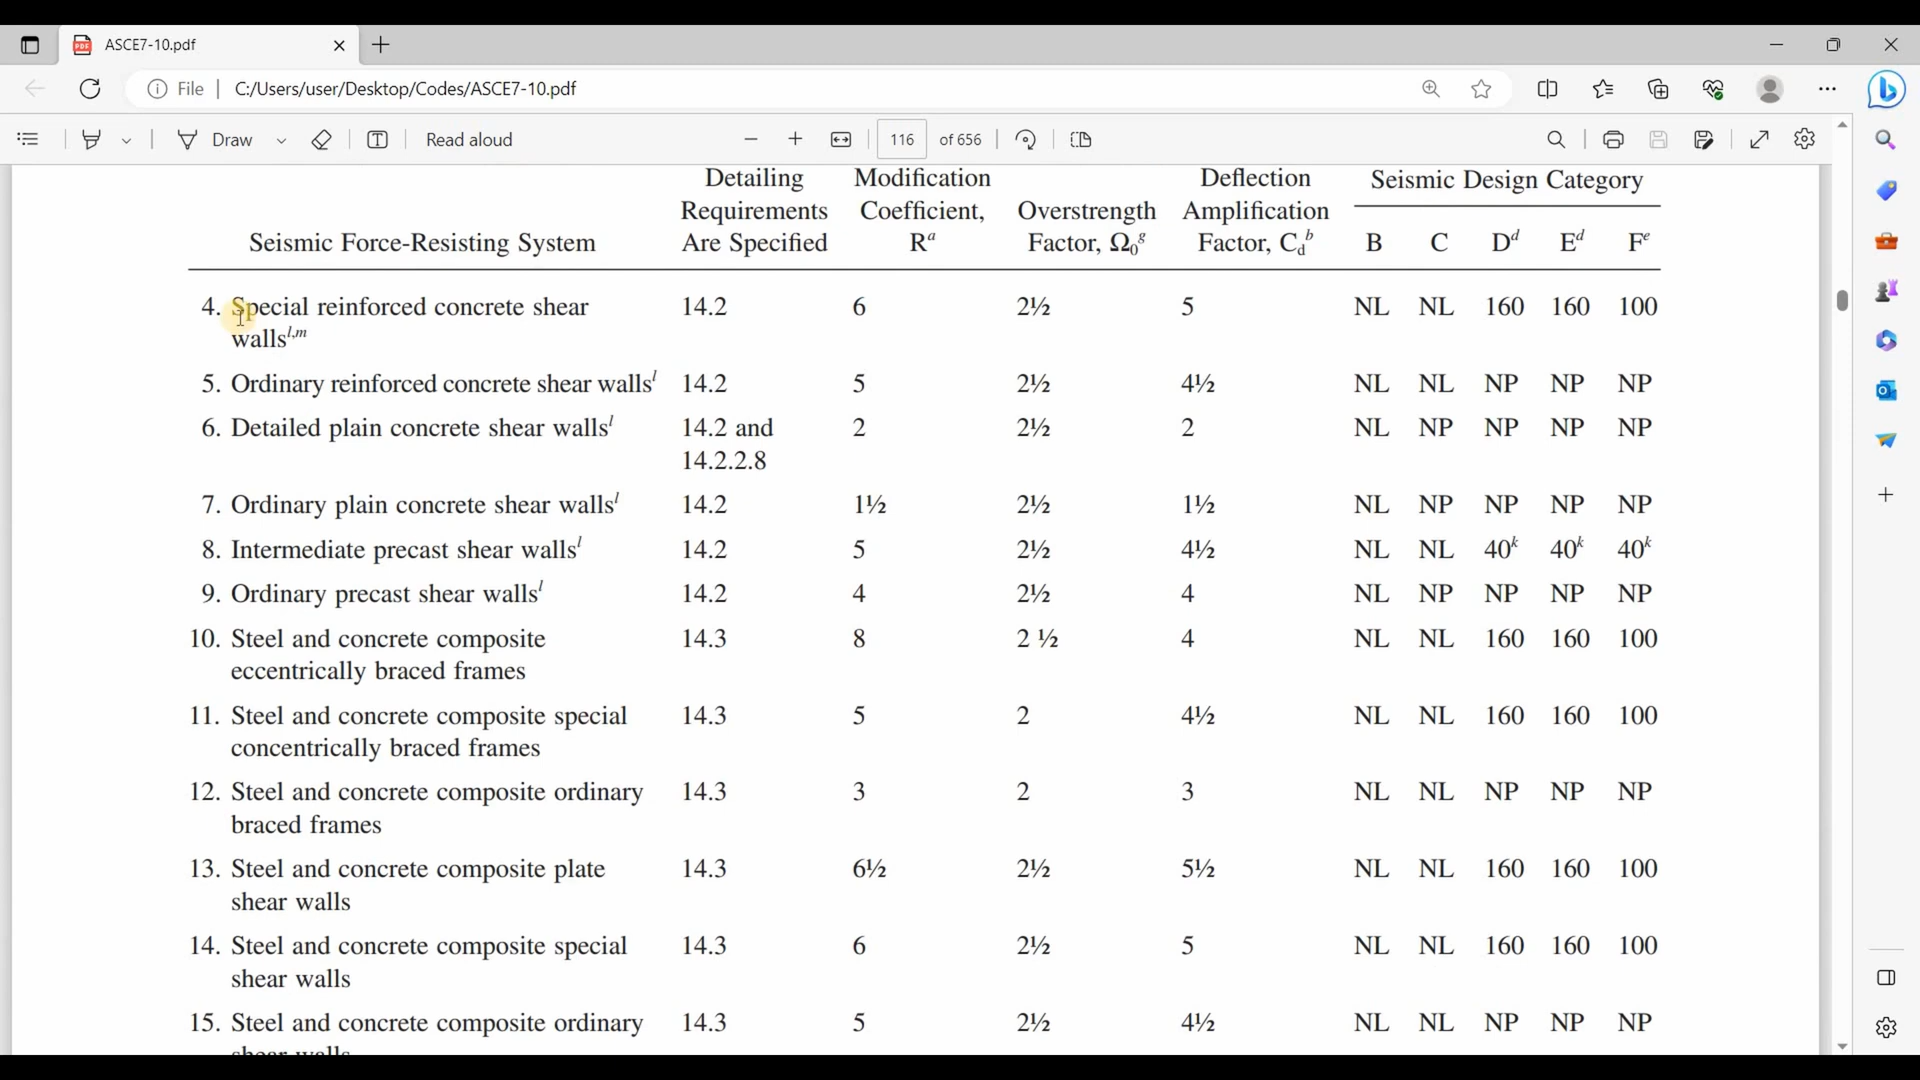 ASCE7-10.pdf
File C:/Users/user/Desktop/Codes/ASCE7-10.pdf
Draw Read aloud 116 of 656
Detailing Modification Deflection Seismic Design Category
Requirements Coefficient, Overstrength Amplification
Seismic Force-Resisting System Are Specified Rᵃ Factor, Ω₀ᵍ Factor, C_dᵇ B C Dᵈ Eᵈ Fᵉ
4. Special reinforced concrete shear 14.2 6 2½ 5 NL NL 160 160 100
wallsˡ,ᵐ
5. Ordinary reinforced concrete shear wallsˡ 14.2 5 2½ 4½ NL NL NP NP NP
6. Detailed plain concrete shear wallsˡ 14.2 and 2 2½ 2 NL NP NP NP NP
14.2.2.8
7. Ordinary plain concrete shear wallsˡ 14.2 1½ 2½ 1½ NL NP NP NP NP
8. Intermediate precast shear wallsˡ 14.2 5 2½ 4½ NL NL 40ᵏ 40ᵏ 40ᵏ
9. Ordinary precast shear wallsˡ 14.2 4 2½ 4 NL NP NP NP NP
10. Steel and concrete composite 14.3 8 2 ½ 4 NL NL 160 160 100
eccentrically braced frames
11. Steel and concrete composite special 14.3 5 2 4½ NL NL 160 160 100
concentrically braced frames
12. Steel and concrete composite ordinary 14.3 3 2 3 NL NL NP NP NP
braced frames
13. Steel and concrete composite plate 14.3 6½ 2½ 5½ NL NL 160 160 100
shear walls
14. Steel and concrete composite special 14.3 6 2½ 5 NL NL 160 160 100
shear walls
15. Steel and concrete composite ordinary 14.3 5 2½ 4½ NL NL NP NP NP
shear walls